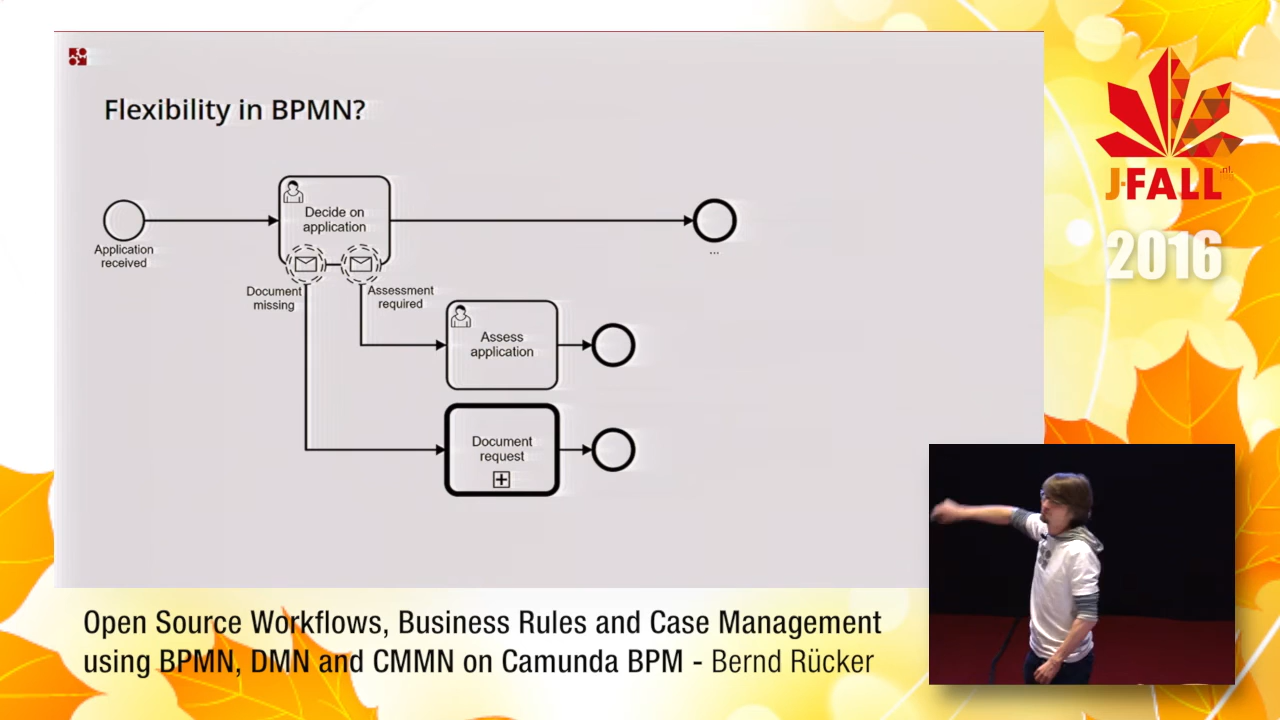 Flexibility in BPMN?
Decide on
application
Application
received
...
Document
missing
Assessment
required
Assess
application
Document
request
J-FALL
.nl
2016
Open Source Workflows, Business Rules and Case Management
using BPMN, DMN and CMMN on Camunda BPM - Bernd Rücker